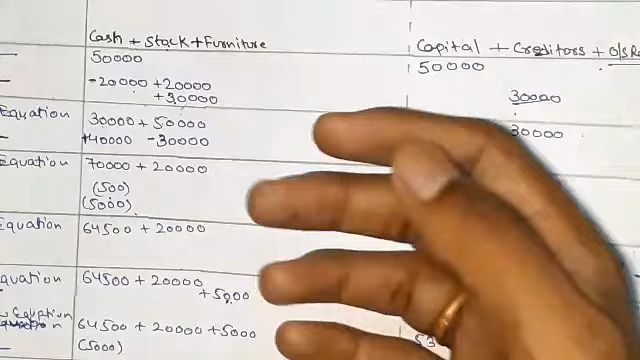 Cash + Stock + Furniture
Capital + Creditors + O/S
50000
50000
-20000 +20000
+30000
30000
Equation
30000 + 50000
30000
+40000 -30000
Equation
70000 + 20000
(500)
(5000)
Equation
64500 + 20000
Equation
64500 + 20000
+5000
Equation
64500 + 20000 +5000
(5000)
53